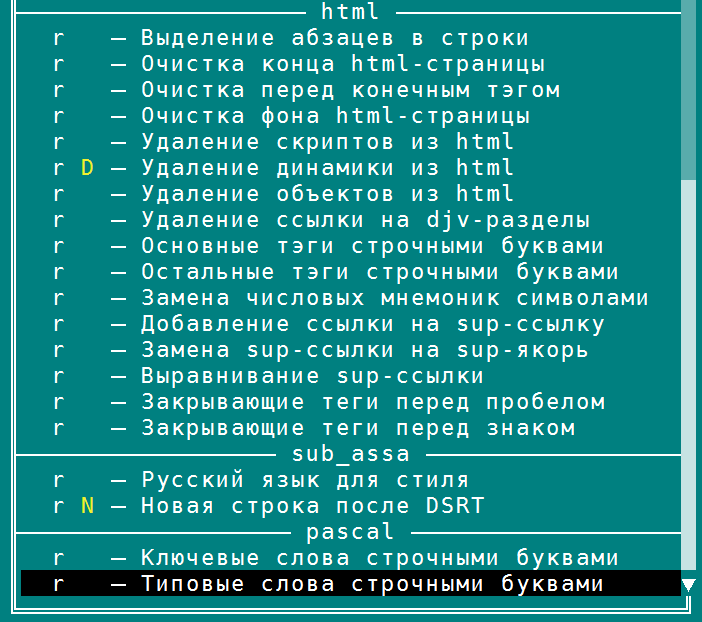 html
r – Выделение абзацев в строки
r – Очистка конца html-страницы
r – Очистка перед конечным тэгом
r – Очистка фона html-страницы
r – Удаление скриптов из html
r D – Удаление динамики из html
r – Удаление объектов из html
r – Удаление ссылки на djv-разделы
r – Основные тэги строчными буквами
r – Остальные тэги строчными буквами
r – Замена числовых мнемоник символами
r – Добавление ссылки на sup-ссылку
r – Замена sup-ссылки на sup-якорь
r – Выравнивание sup-ссылки
r – Закрывающие теги перед пробелом
r – Закрывающие теги перед знаком
sub_assa
r – Русский язык для стиля
r N – Новая строка после DSRT
pascal
r – Ключевые слова строчными буквами
r – Типовые слова строчными буквами